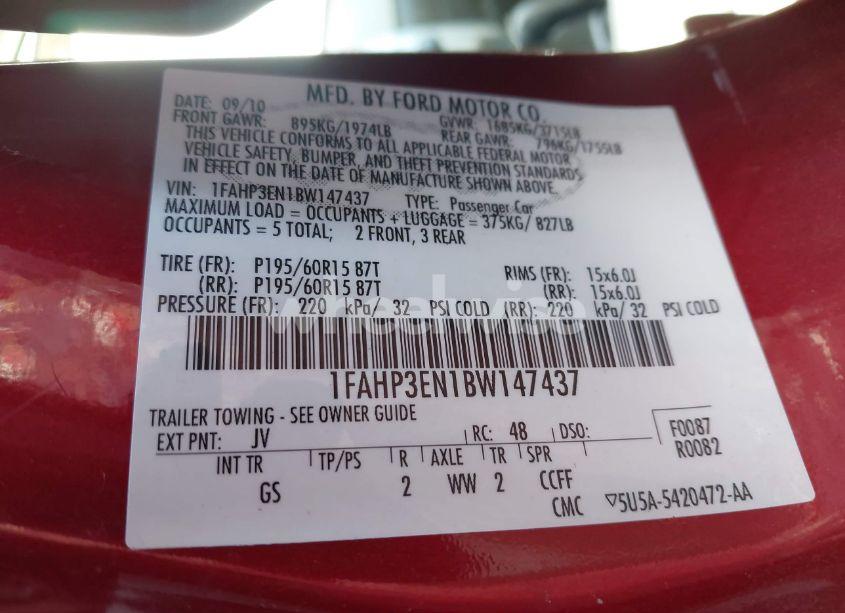 MFD. BY FORD MOTOR CO.
DATE: 09/10 GVWR: 1685KG/3715LB
FRONT GAWR: 895KG/1974LB REAR GAWR: 796KG/1755LB
THIS VEHICLE CONFORMS TO ALL APPLICABLE FEDERAL MOTOR
VEHICLE SAFETY, BUMPER, AND THEFT PREVENTION STANDARDS
IN EFFECT ON THE DATE OF MANUFACTURE SHOWN ABOVE.
VIN: 1FAHP3EN1BW147437 TYPE: Passenger Car
MAXIMUM LOAD = OCCUPANTS + LUGGAGE = 375KG/ 827LB
OCCUPANTS = 5 TOTAL; 2 FRONT, 3 REAR
TIRE (FR): P195/60R15 87T RIMS (FR): 15x6.0J
(RR): P195/60R15 87T (RR): 15x6.0J
PRESSURE (FR): 220 kPa/ 32 PSI COLD (RR): 220 kPa/ 32 PSI COLD
wheelwise
1FAHP3EN1BW147437
TRAILER TOWING - SEE OWNER GUIDE
EXT PNT: JV RC: 48 DSO: F0087
R0082
INT TR TP/PS R AXLE TR SPR
GS 2 WW 2 CCFF
CMC ▽5U5A-5420472-AA